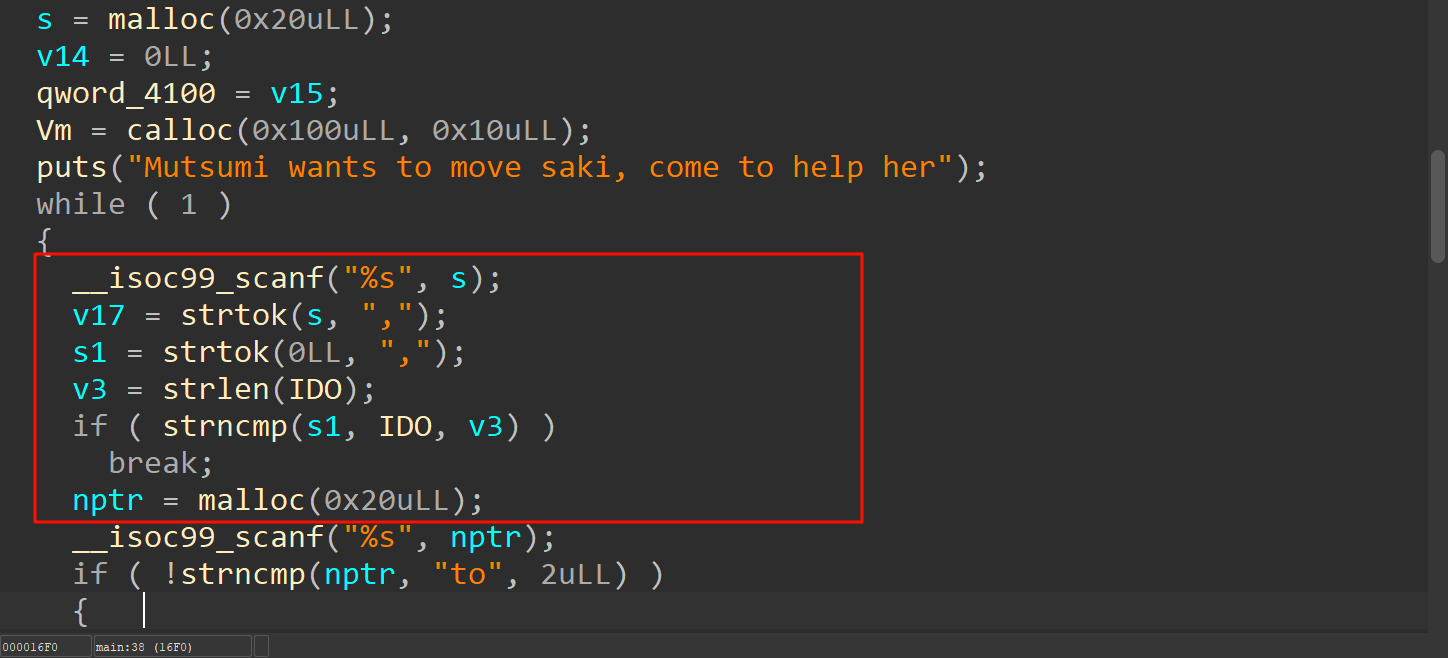 s = malloc(0x20uLL);
v14 = 0LL;
qword_4100 = v15;
Vm = calloc(0x100uLL, 0x10uLL);
puts("Mutsumi wants to move saki, come to help her");
while ( 1 )
{
__isoc99_scanf("%s", s);
v17 = strtok(s, ",");
s1 = strtok(0LL, ",");
v3 = strlen(IDO);
if ( strncmp(s1, IDO, v3) )
break;
nptr = malloc(0x20uLL);
__isoc99_scanf("%s", nptr);
if ( !strncmp(nptr, "to", 2uLL) )
{
000016F0 main:38 (16F0)